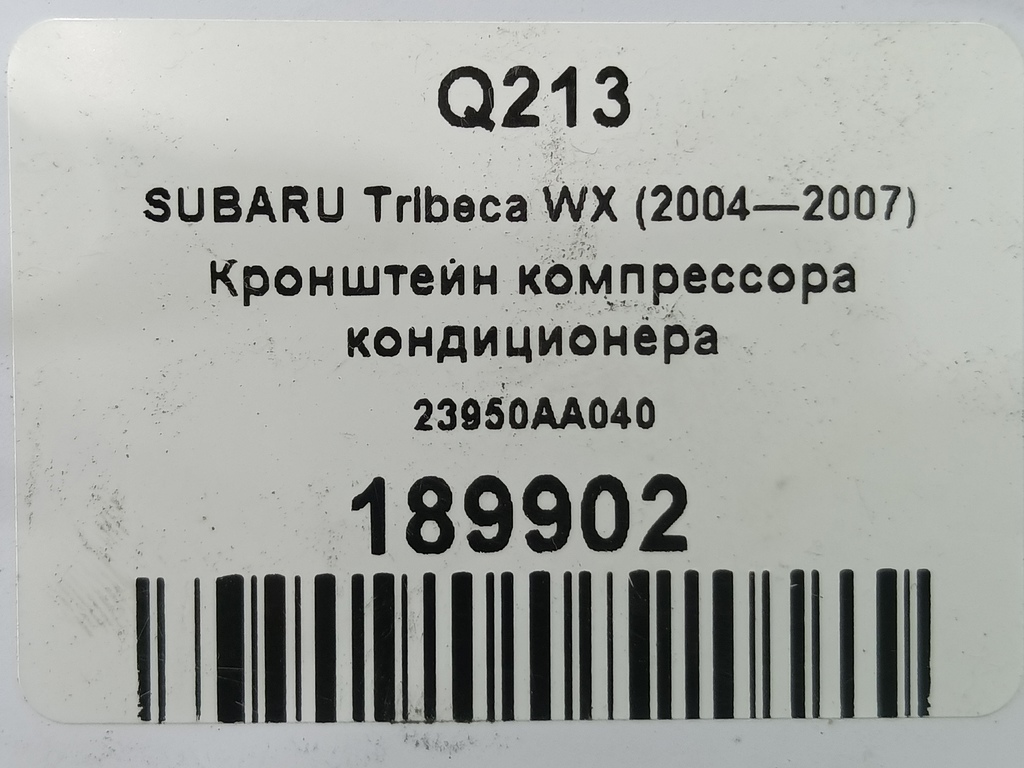 Q213
SUBARU Tribeca WX (2004—2007)
Кронштейн компрессора
кондиционера
23950AA040
189902